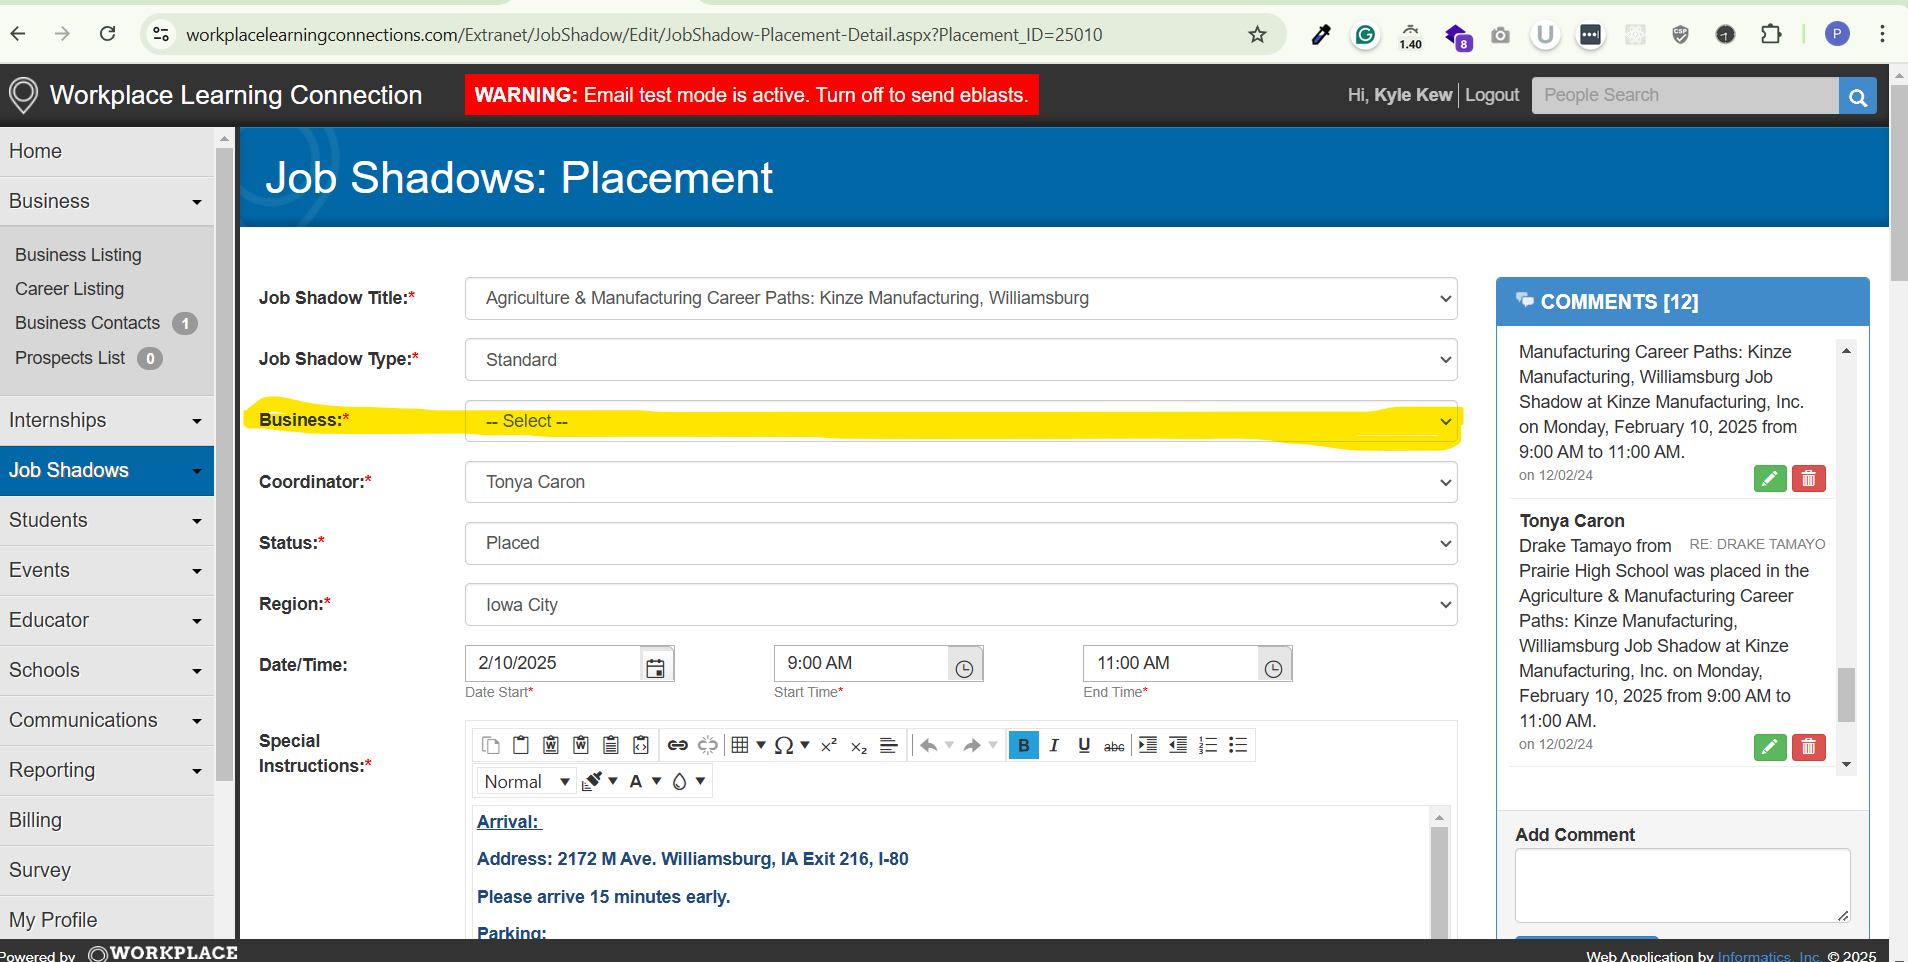 workplacelearningconnections.com/Extranet/JobShadow/Edit/JobShadow-Placement-Detail.aspx?Placement_ID=25010
1.40
8
U
CSP
P
Workplace Learning Connection
WARNING: Email test mode is active. Turn off to send eblasts.
Hi, Kyle Kew
Logout
People Search
Home
Business
Business Listing
Career Listing
Business Contacts 1
Prospects List 0
Internships
Job Shadows
Students
Events
Educator
Schools
Communications
Reporting
Billing
Survey
My Profile
Job Shadows: Placement
Job Shadow Title:* Agriculture & Manufacturing Career Paths: Kinze Manufacturing, Williamsburg
Job Shadow Type:* Standard
Business:* -- Select --
Coordinator:* Tonya Caron
Status:* Placed
Region:* Iowa City
Date/Time: 2/10/2025 9:00 AM 11:00 AM
Date Start* Start Time* End Time*
Special
Instructions:*
Ω x² x₂ B I U abc
Normal A
Arrival:
Address: 2172 M Ave. Williamsburg, IA Exit 216, I-80
Please arrive 15 minutes early.
Parking:
COMMENTS [12]
Manufacturing Career Paths: Kinze
Manufacturing, Williamsburg Job
Shadow at Kinze Manufacturing, Inc.
on Monday, February 10, 2025 from
9:00 AM to 11:00 AM.
on 12/02/24
Tonya Caron
Drake Tamayo from RE: DRAKE TAMAYO
Prairie High School was placed in the
Agriculture & Manufacturing Career
Paths: Kinze Manufacturing,
Williamsburg Job Shadow at Kinze
Manufacturing, Inc. on Monday,
February 10, 2025 from 9:00 AM to
11:00 AM.
on 12/02/24
Add Comment
Powered by WORKPLACE
Web Application by Informatics, Inc. © 2025